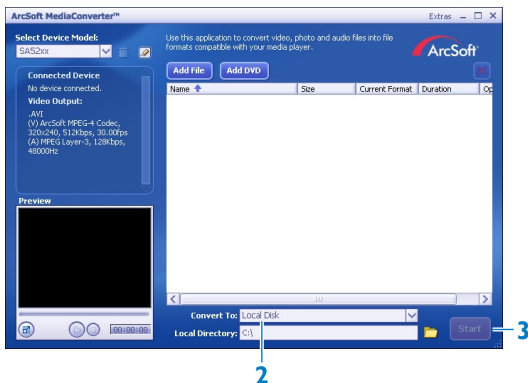 ArcSoft MediaConverter™
Extras
Select Device Model:
SA52xx
Use this application to convert video, photo and audio files into file
formats compatible with your media player.
ArcSoft®
Connected Device
No device connected.
Video Output:
.AVI
(V) ArcSoft MPEG-4 Codec,
320x240, 512Kbps, 30.00fps
(A) MPEG Layer-3, 128Kbps,
48000Hz
Add File
Add DVD
Name
Size
Current Format
Duration
Op
Preview
00:00:00
Convert To:
Local Disk
Local Directory:
C:\
Start
3
2